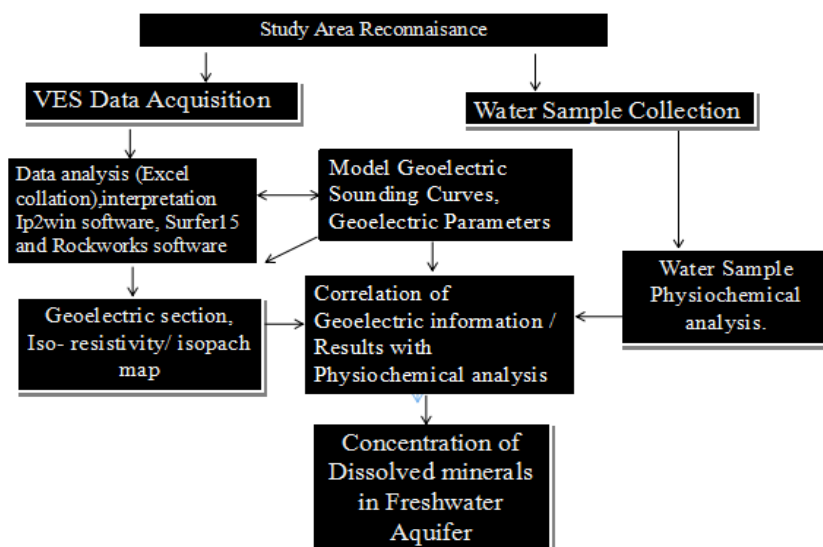 Study Area Reconnaisance
VES Data Acquisition
Water Sample Collection
Data analysis (Excel
collation),interpretation
Ip2win software, Surfer15
and Rockworks software
Model Geoelectric
Sounding Curves,
Geoelectric Parameters
Water Sample
Physiochemical
analysis.
Geoelectric section,
Iso- resistivity/ isopach
map
Correlation of
Geoelectric information /
Results with
Physiochemical analysis
Concentration of
Dissolved minerals
in Freshwater
Aquifer